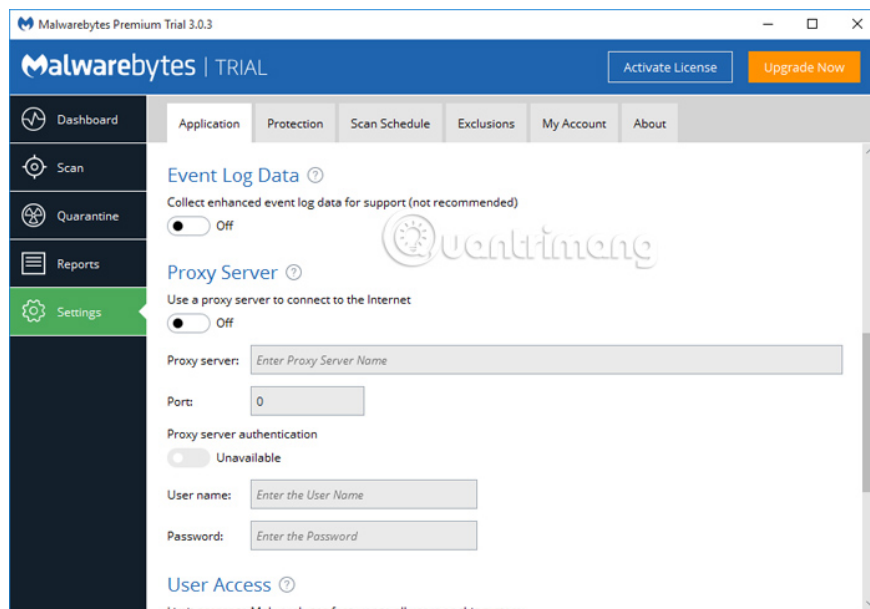 Malwarebytes Premium Trial 3.0.3
Malwarebytes | TRIAL
Activate License
Upgrade Now
Dashboard
Scan
Quarantine
Reports
Settings
Application
Protection
Scan Schedule
Exclusions
My Account
About
Event Log Data ?
Collect enhanced event log data for support (not recommended)
Off
Quantrimang
Proxy Server ?
Use a proxy server to connect to the Internet
Off
Proxy server: Enter Proxy Server Name
Port: 0
Proxy server authentication
Unavailable
User name: Enter the User Name
Password: Enter the Password
User Access ?